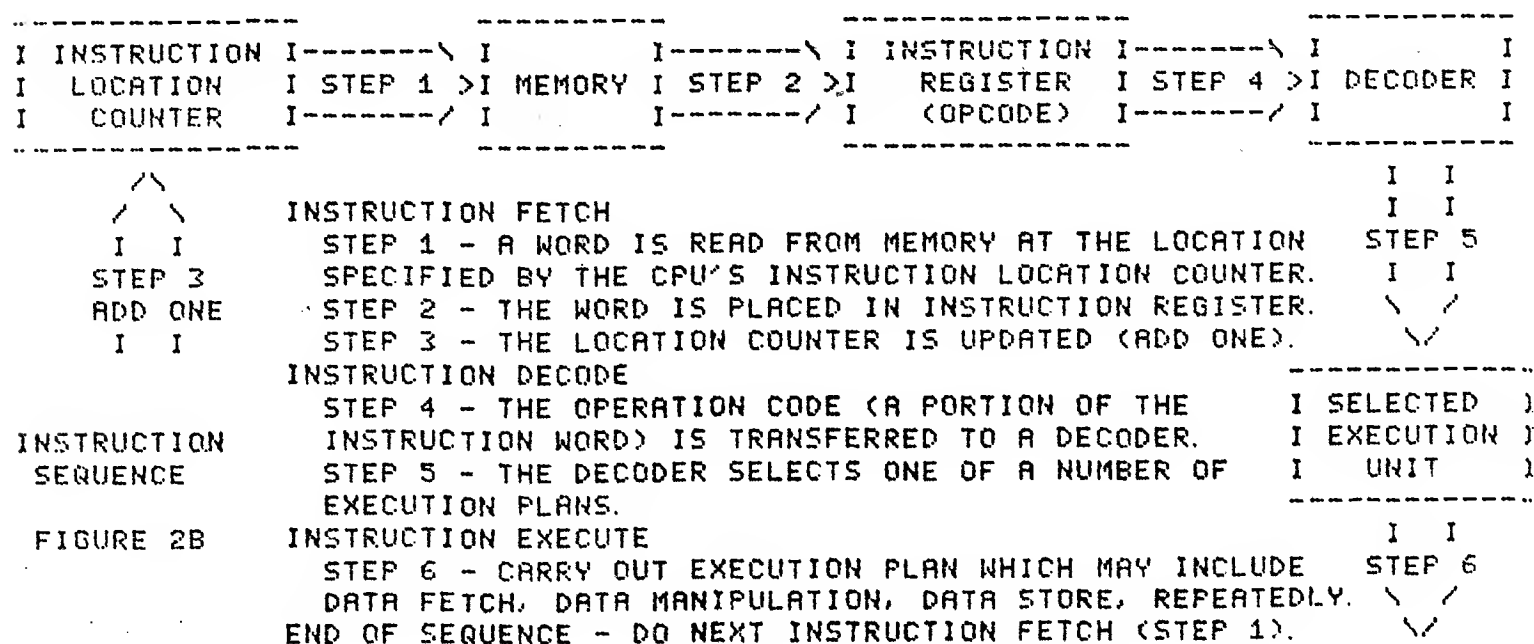 INSTRUCTION LOCATION COUNTER
STEP 1
MEMORY
STEP 2
INSTRUCTION REGISTER (OPCODE)
STEP 4
DECODER
STEP 3
ADD ONE
INSTRUCTION FETCH
STEP 1 - A WORD IS READ FROM MEMORY AT THE LOCATION
SPECIFIED BY THE CPU'S INSTRUCTION LOCATION COUNTER.
STEP 2 - THE WORD IS PLACED IN INSTRUCTION REGISTER.
STEP 3 - THE LOCATION COUNTER IS UPDATED (ADD ONE).
INSTRUCTION DECODE
STEP 4 - THE OPERATION CODE (A PORTION OF THE
INSTRUCTION WORD) IS TRANSFERRED TO A DECODER.
STEP 5 - THE DECODER SELECTS ONE OF A NUMBER OF
EXECUTION PLANS.
INSTRUCTION EXECUTE
STEP 6 - CARRY OUT EXECUTION PLAN WHICH MAY INCLUDE
DATA FETCH, DATA MANIPULATION, DATA STORE, REPEATEDLY.
END OF SEQUENCE - DO NEXT INSTRUCTION FETCH (STEP 1).
STEP 5
SELECTED
EXECUTION
UNIT
STEP 6
INSTRUCTION
SEQUENCE
FIGURE 2B